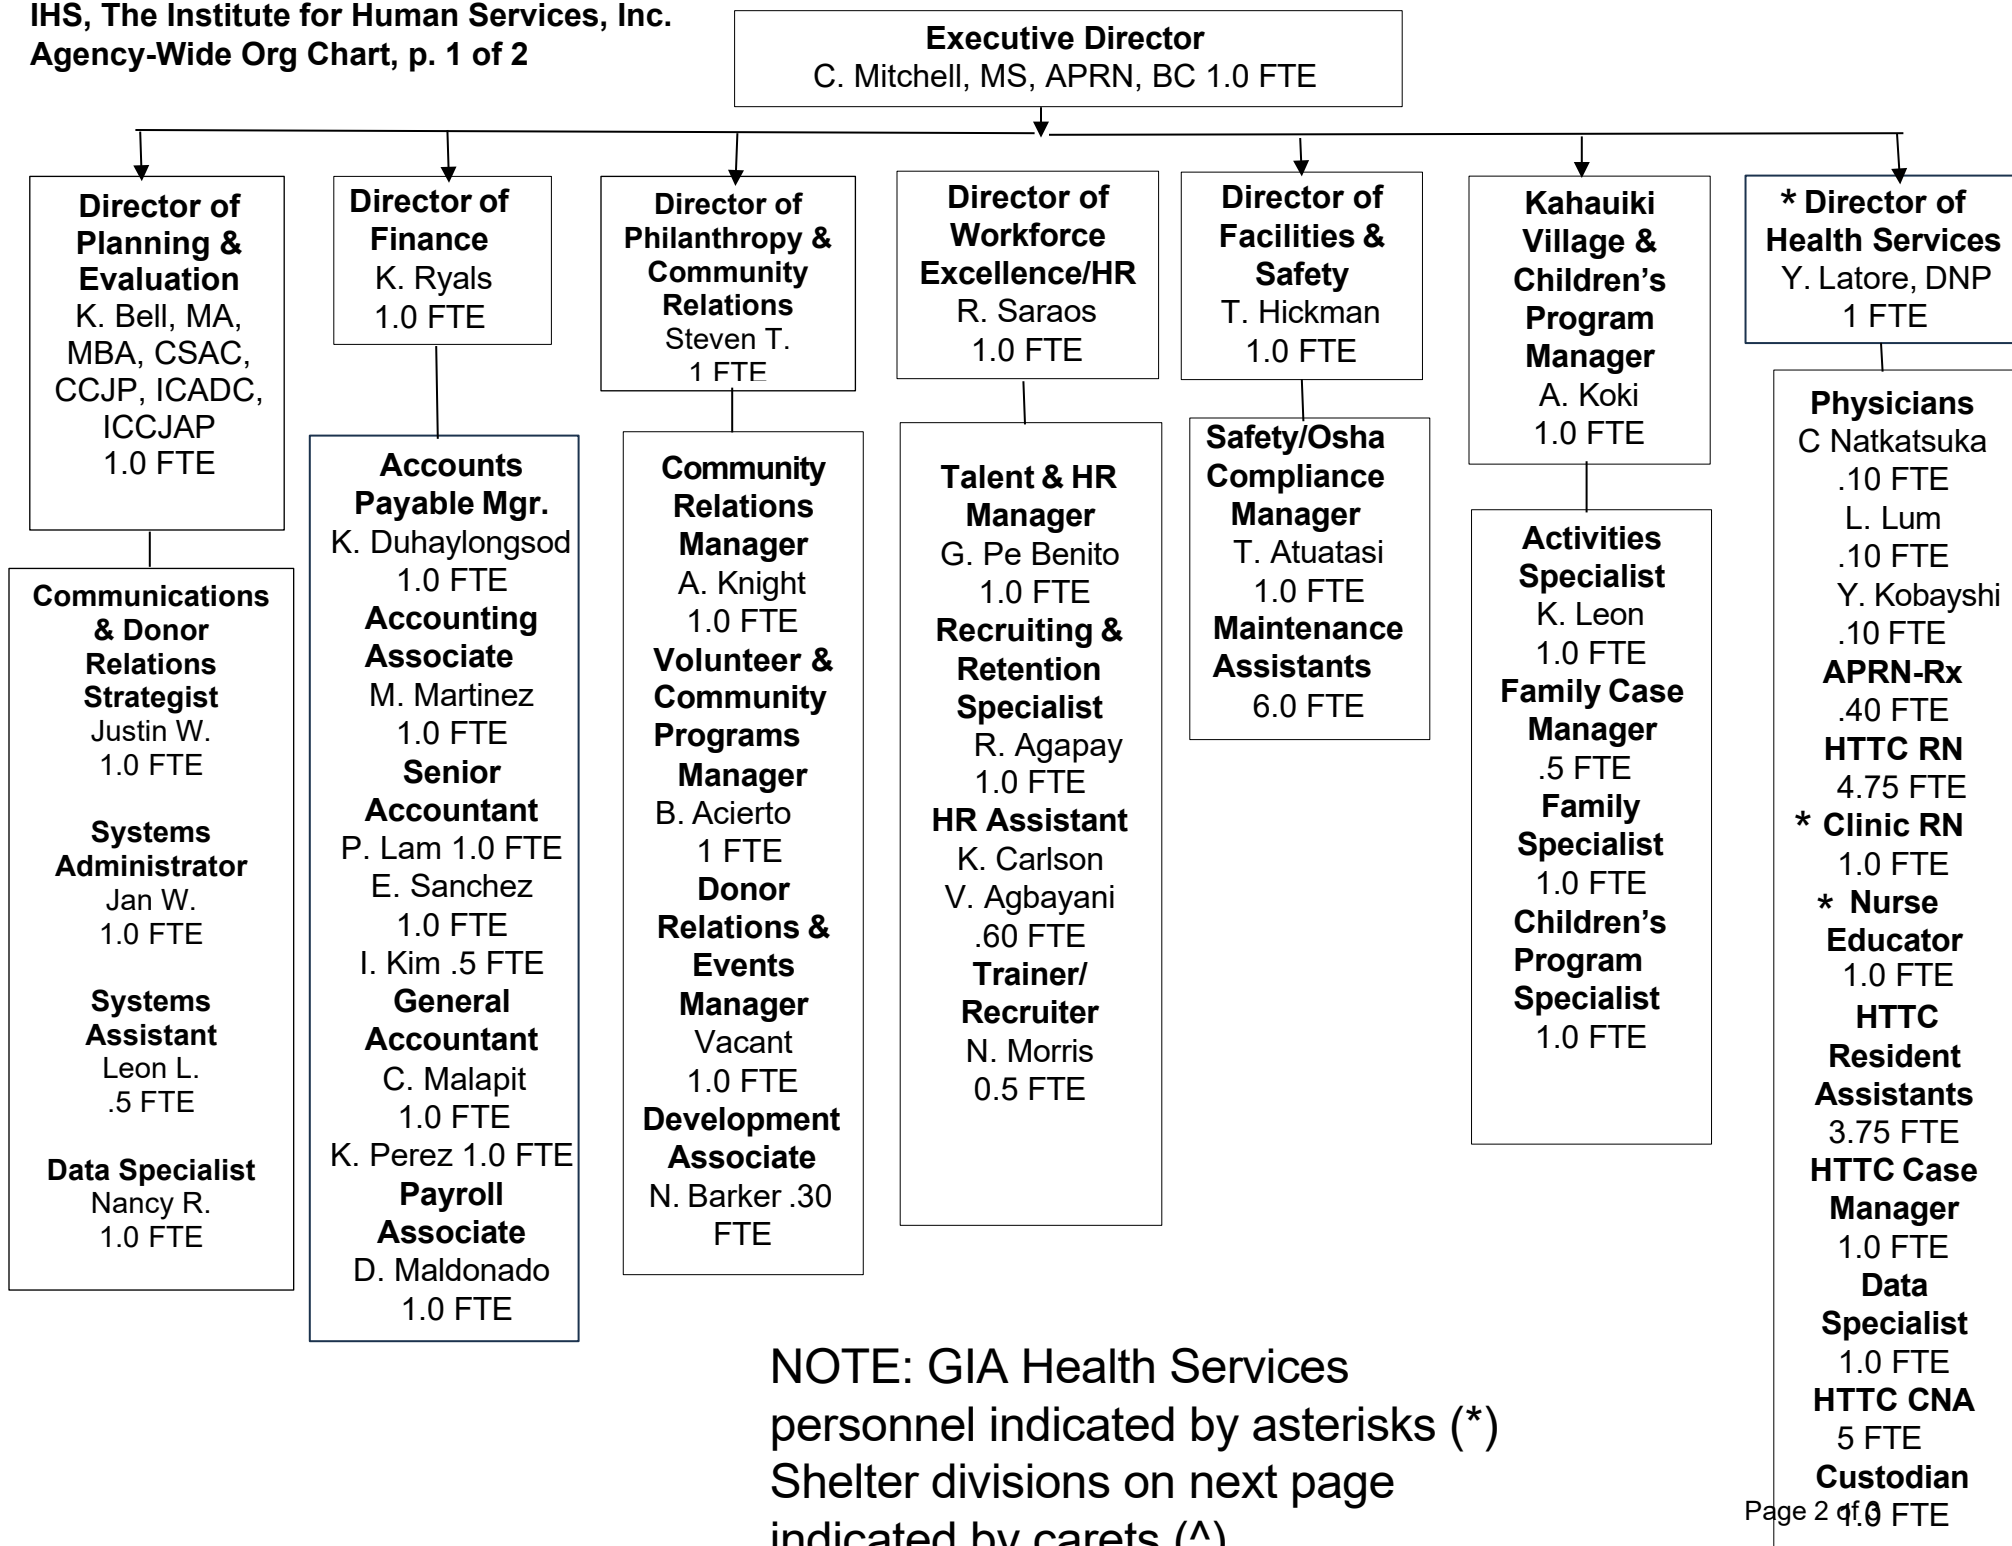 IHS, The Institute for Human Services, Inc.
Agency-Wide Org Chart, p. 1 of 2
Executive Director
C. Mitchell, MS, APRN, BC 1.0 FTE
Director of
Planning &
Evaluation
K. Bell, MA,
MBA, CSAC,
CCJP, ICADC,
ICCJAP
1.0 FTE
Communications
& Donor
Relations
Strategist
Justin W.
1.0 FTE
Systems
Administrator
Jan W.
1.0 FTE
Systems
Assistant
Leon L.
.5 FTE
Data Specialist
Nancy R.
1.0 FTE
Director of
Finance
K. Ryals
1.0 FTE
Accounts
Payable Mgr.
K. Duhaylongsod
1.0 FTE
Accounting
Associate
M. Martinez
1.0 FTE
Senior
Accountant
P. Lam 1.0 FTE
E. Sanchez
1.0 FTE
I. Kim .5 FTE
General
Accountant
C. Malapit
1.0 FTE
K. Perez 1.0 FTE
Payroll
Associate
D. Maldonado
1.0 FTE
Director of
Philanthropy &
Community
Relations
Steven T.
1 FTE
Community
Relations
Manager
A. Knight
1.0 FTE
Volunteer &
Community
Programs
Manager
B. Acierto
1 FTE
Donor
Relations &
Events
Manager
Vacant
1.0 FTE
Development
Associate
N. Barker .30
FTE
Director of
Workforce
Excellence/HR
R. Saraos
1.0 FTE
Talent & HR
Manager
G. Pe Benito
1.0 FTE
Recruiting &
Retention
Specialist
R. Agapay
1.0 FTE
HR Assistant
K. Carlson
V. Agbayani
.60 FTE
Trainer/
Recruiter
N. Morris
0.5 FTE
Director of
Facilities &
Safety
T. Hickman
1.0 FTE
Safety/Osha
Compliance
Manager
T. Atuatasi
1.0 FTE
Maintenance
Assistants
6.0 FTE
Kahauiki
Village &
Children’s
Program
Manager
A. Koki
1.0 FTE
Activities
Specialist
K. Leon
1.0 FTE
Family Case
Manager
.5 FTE
Family
Specialist
1.0 FTE
Children’s
Program
Specialist
1.0 FTE
* Director of
Health Services
Y. Latore, DNP
1 FTE
Physicians
C Natkatsuka
.10 FTE
L. Lum
.10 FTE
Y. Kobayshi
.10 FTE
APRN-Rx
.40 FTE
HTTC RN
4.75 FTE
* Clinic RN
1.0 FTE
* Nurse
Educator
1.0 FTE
HTTC
Resident
Assistants
3.75 FTE
HTTC Case
Manager
1.0 FTE
Data
Specialist
1.0 FTE
HTTC CNA
5 FTE
Custodian
1.0 FTE
NOTE: GIA Health Services
personnel indicated by asterisks (*)
Shelter divisions on next page
indicated by carets (^)
Page 2 of 3